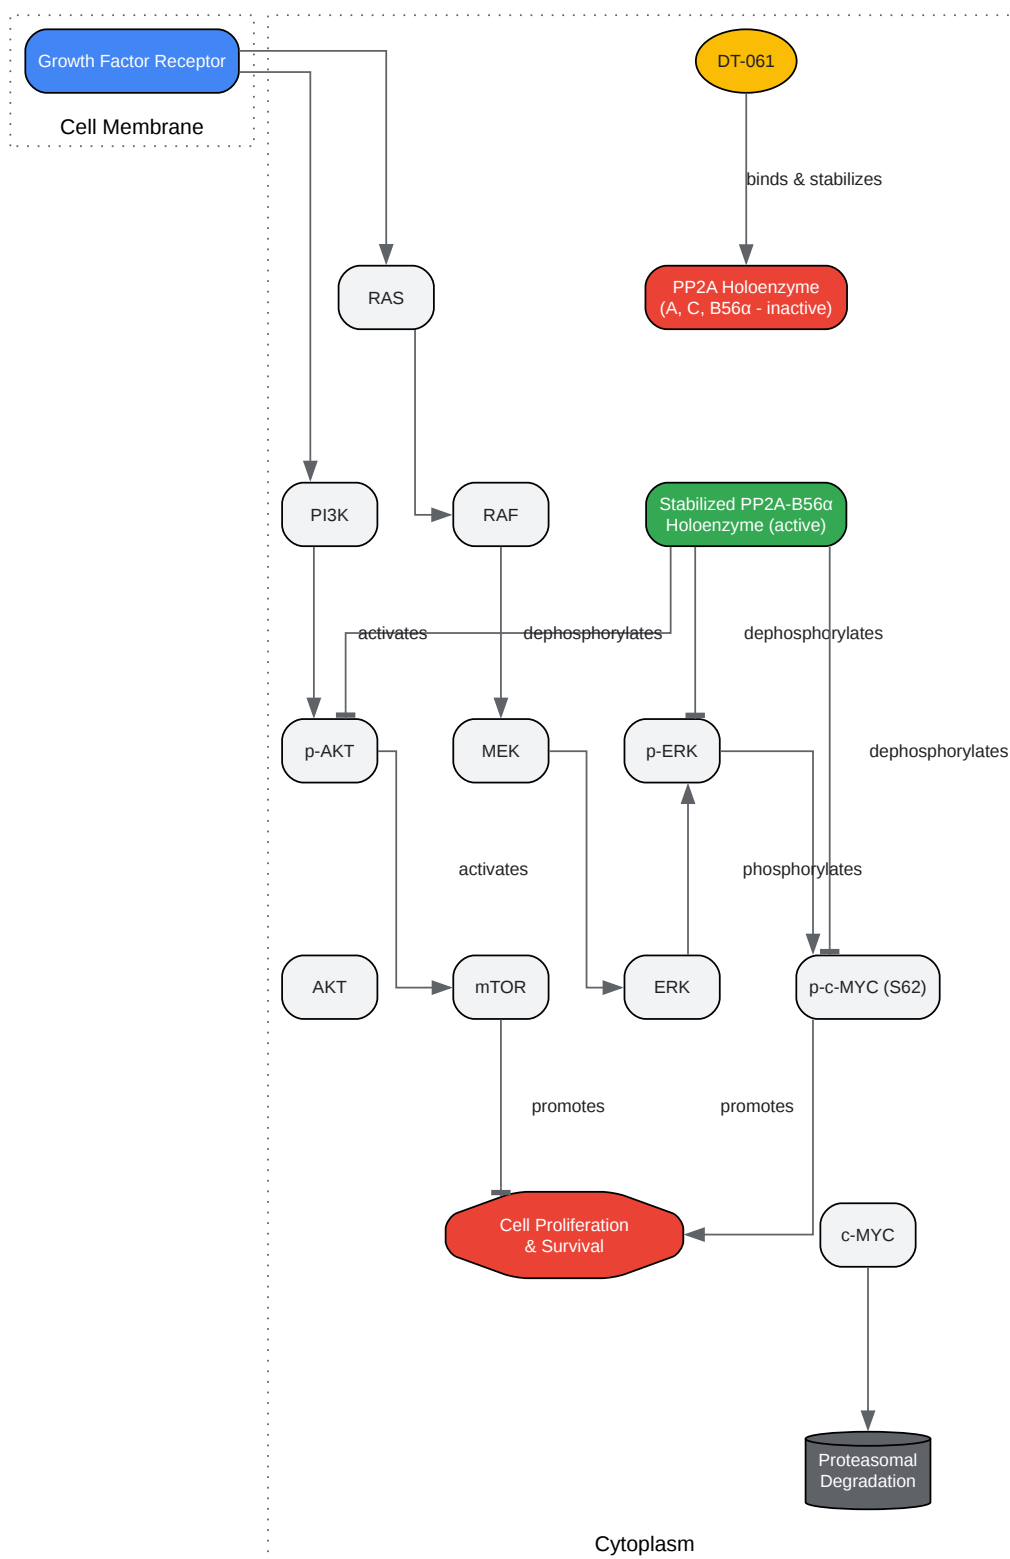 Growth Factor Receptor
DT-061
Cell Membrane
binds & stabilizes
RAS
PP2A Holoenzyme
(A, C, B56α - inactive)
PI3K
RAF
Stabilized PP2A-B56α
Holoenzyme (active)
activates
dephosphorylates
dephosphorylates
p-AKT
MEK
p-ERK
dephosphorylates
activates
phosphorylates
AKT
mTOR
ERK
p-c-MYC (S62)
promotes
promotes
Cell Proliferation
& Survival
c-MYC
Proteasomal
Degradation
Cytoplasm